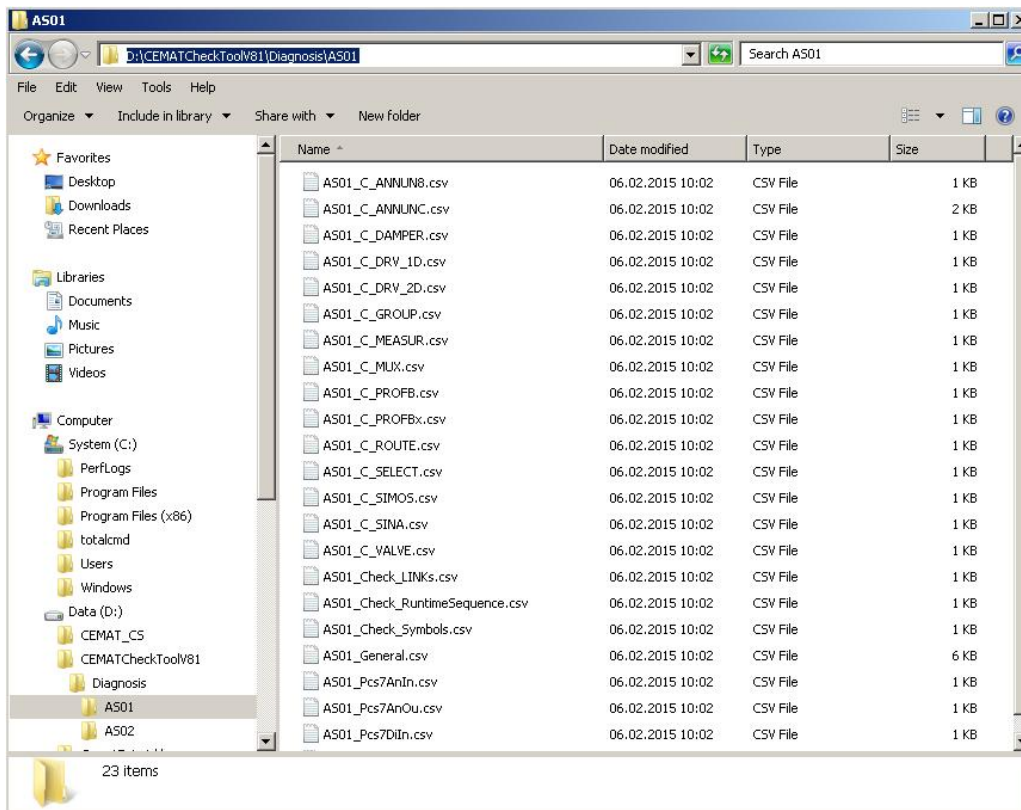 AS01
D:\CEMATCheckToolV81\Diagnosis\AS01
Search AS01
File Edit View Tools Help
Organize Include in library Share with New folder
Favorites
Desktop
Downloads
Recent Places
Libraries
Documents
Music
Pictures
Videos
Computer
System (C:)
PerfLogs
Program Files
Program Files (x86)
totalcmd
Users
Windows
Data (D:)
CEMAT_CS
CEMATCheckToolV81
Diagnosis
AS01
AS02
Name Date modified Type Size
AS01_C_ANNUN8.csv 06.02.2015 10:02 CSV File 1 KB
AS01_C_ANNUNC.csv 06.02.2015 10:02 CSV File 2 KB
AS01_C_DAMPER.csv 06.02.2015 10:02 CSV File 1 KB
AS01_C_DRV_1D.csv 06.02.2015 10:02 CSV File 1 KB
AS01_C_DRV_2D.csv 06.02.2015 10:02 CSV File 1 KB
AS01_C_GROUP.csv 06.02.2015 10:02 CSV File 1 KB
AS01_C_MEASUR.csv 06.02.2015 10:02 CSV File 1 KB
AS01_C_MUX.csv 06.02.2015 10:02 CSV File 1 KB
AS01_C_PROFB.csv 06.02.2015 10:02 CSV File 1 KB
AS01_C_PROFBx.csv 06.02.2015 10:02 CSV File 1 KB
AS01_C_ROUTE.csv 06.02.2015 10:02 CSV File 1 KB
AS01_C_SELECT.csv 06.02.2015 10:02 CSV File 1 KB
AS01_C_SIMOS.csv 06.02.2015 10:02 CSV File 1 KB
AS01_C_SINA.csv 06.02.2015 10:02 CSV File 1 KB
AS01_C_VALVE.csv 06.02.2015 10:02 CSV File 1 KB
AS01_Check_LINKs.csv 06.02.2015 10:02 CSV File 1 KB
AS01_Check_RuntimeSequence.csv 06.02.2015 10:02 CSV File 1 KB
AS01_Check_Symbols.csv 06.02.2015 10:02 CSV File 1 KB
AS01_General.csv 06.02.2015 10:02 CSV File 6 KB
AS01_Pcs7AnIn.csv 06.02.2015 10:02 CSV File 1 KB
AS01_Pcs7AnOu.csv 06.02.2015 10:02 CSV File 1 KB
AS01_Pcs7DiIn.csv 06.02.2015 10:02 CSV File 1 KB
23 items